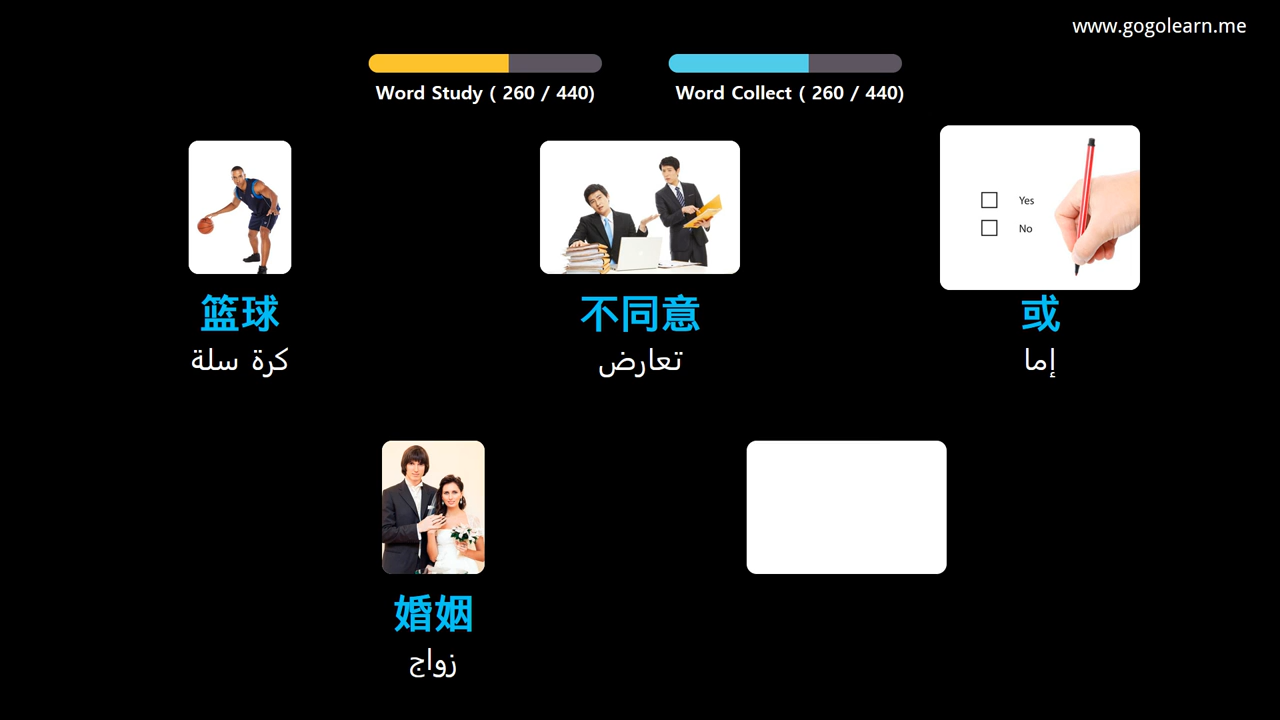 www.gogolearn.me
Word Study ( 260 / 440)
Word Collect ( 260 / 440)
Yes
No
篮球
كرة سلة
不同意
تعارض
或
إما
婚姻
زواج